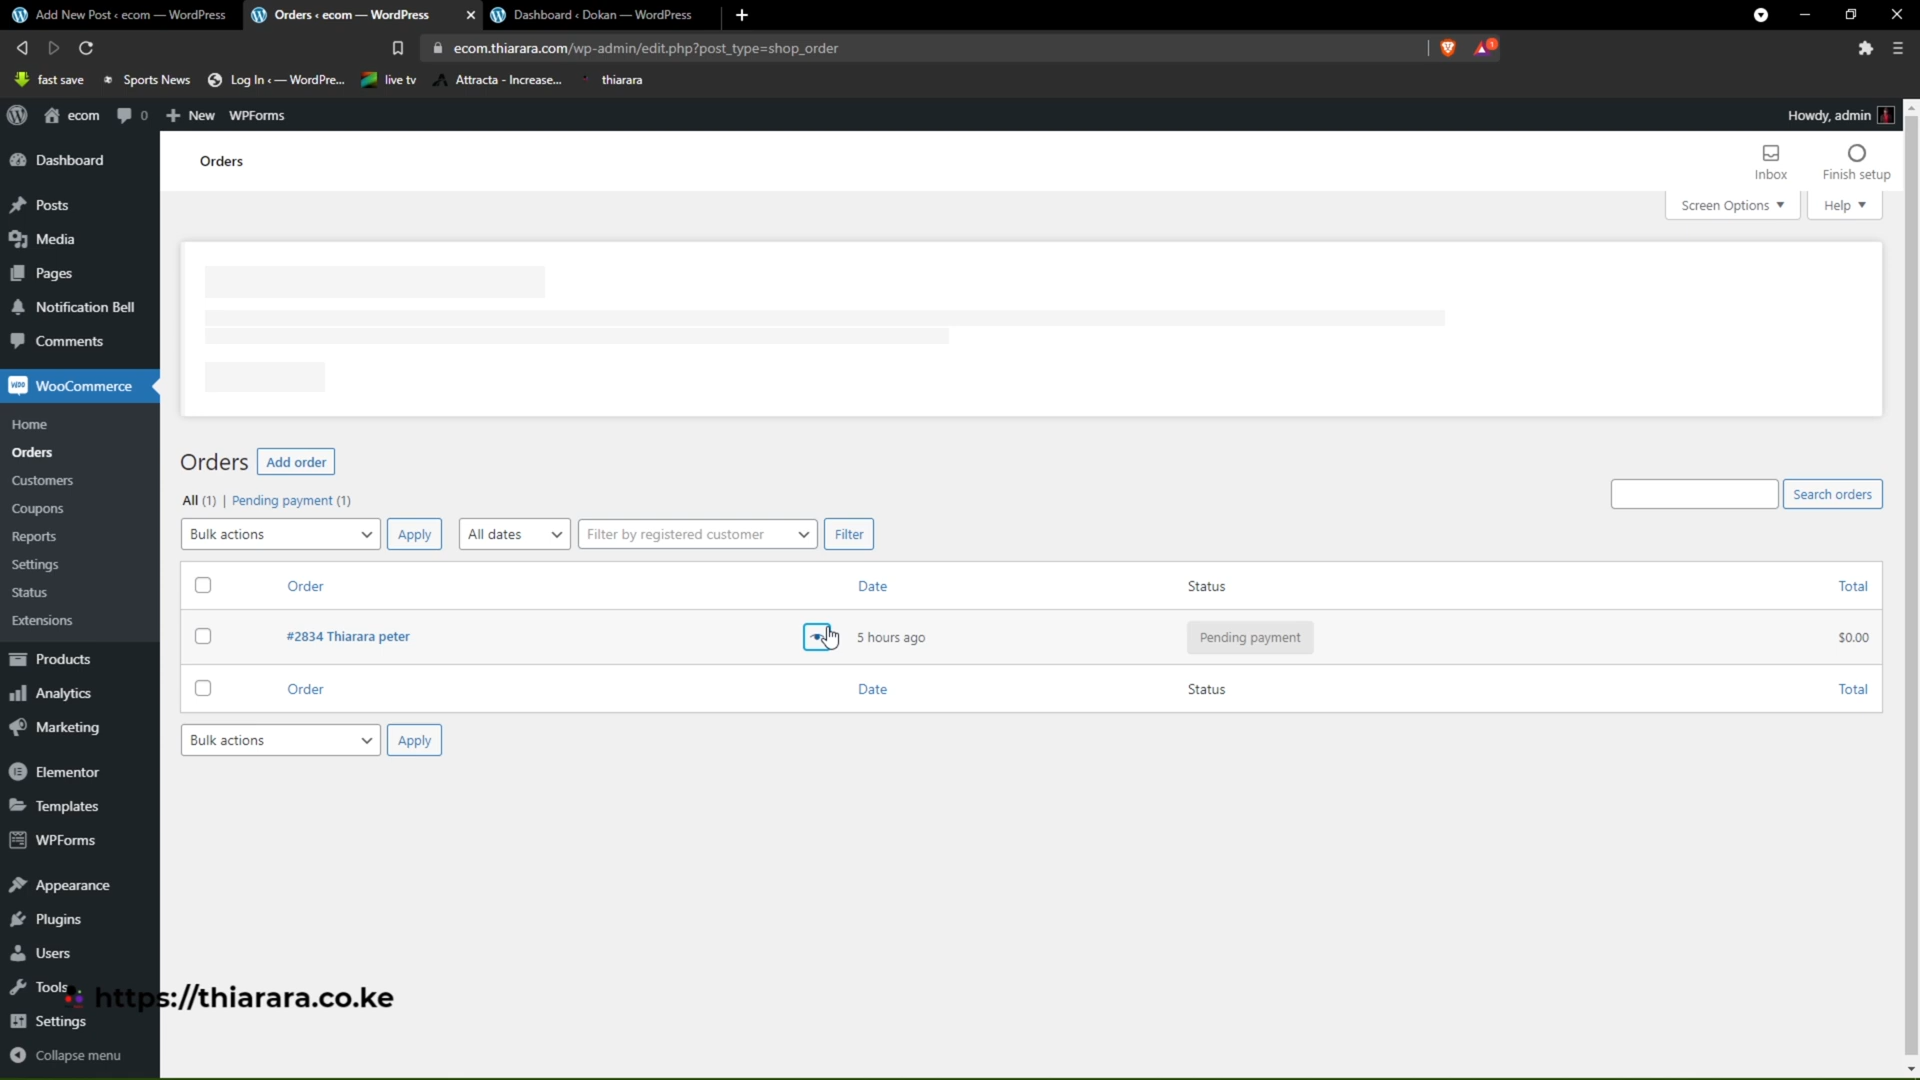 Add New Post ‹ ecom — WordPress
Orders ‹ ecom — WordPress
Dashboard ‹ Dokan — WordPress
ecom.thiarara.com/wp-admin/edit.php?post_type=shop_order
1
fast save
Sports News
Log In ‹ — WordPre...
live tv
Attracta - Increase...
thiarara
ecom
0
New
WPForms
Howdy, admin
Dashboard
Posts
Media
Pages
Notification Bell
Comments
WooCommerce
Home
Orders
Customers
Coupons
Reports
Settings
Status
Extensions
Products
Analytics
Marketing
Elementor
Templates
WPForms
Appearance
Plugins
Users
Tools
Settings
Collapse menu
Orders
Inbox
Finish setup
Screen Options
Help
Orders
Add order
All (1) | Pending payment (1)
Search orders
Bulk actions
Apply
All dates
Filter by registered customer
Filter
Order
Date
Status
Total
#2834 Thiarara peter
5 hours ago
Pending payment
$0.00
Order
Date
Status
Total
Bulk actions
Apply
https://thiarara.co.ke